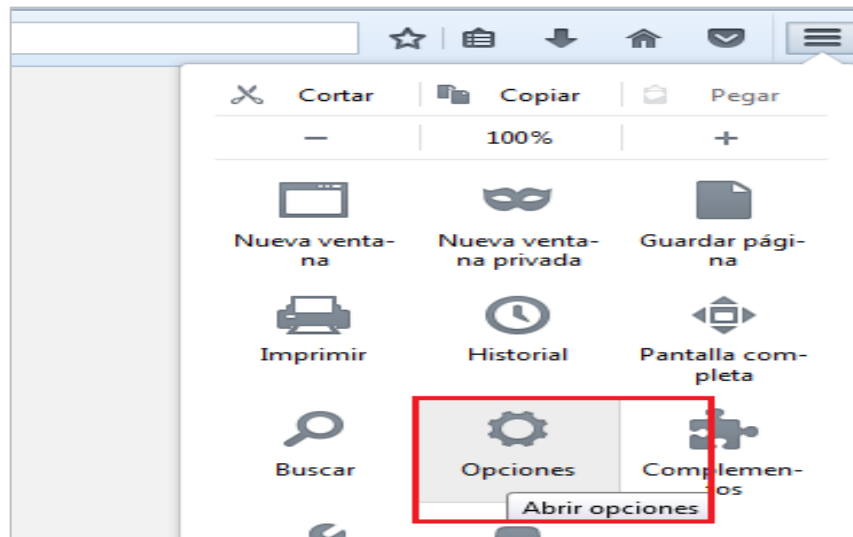 Cortar Copiar Pegar
100%
Nueva venta-
na
Nueva venta-
na privada
Guardar pági-
na
Imprimir
Historial
Pantalla com-
pleta
Buscar
Opciones
Complemen-
os
Abrir opciones